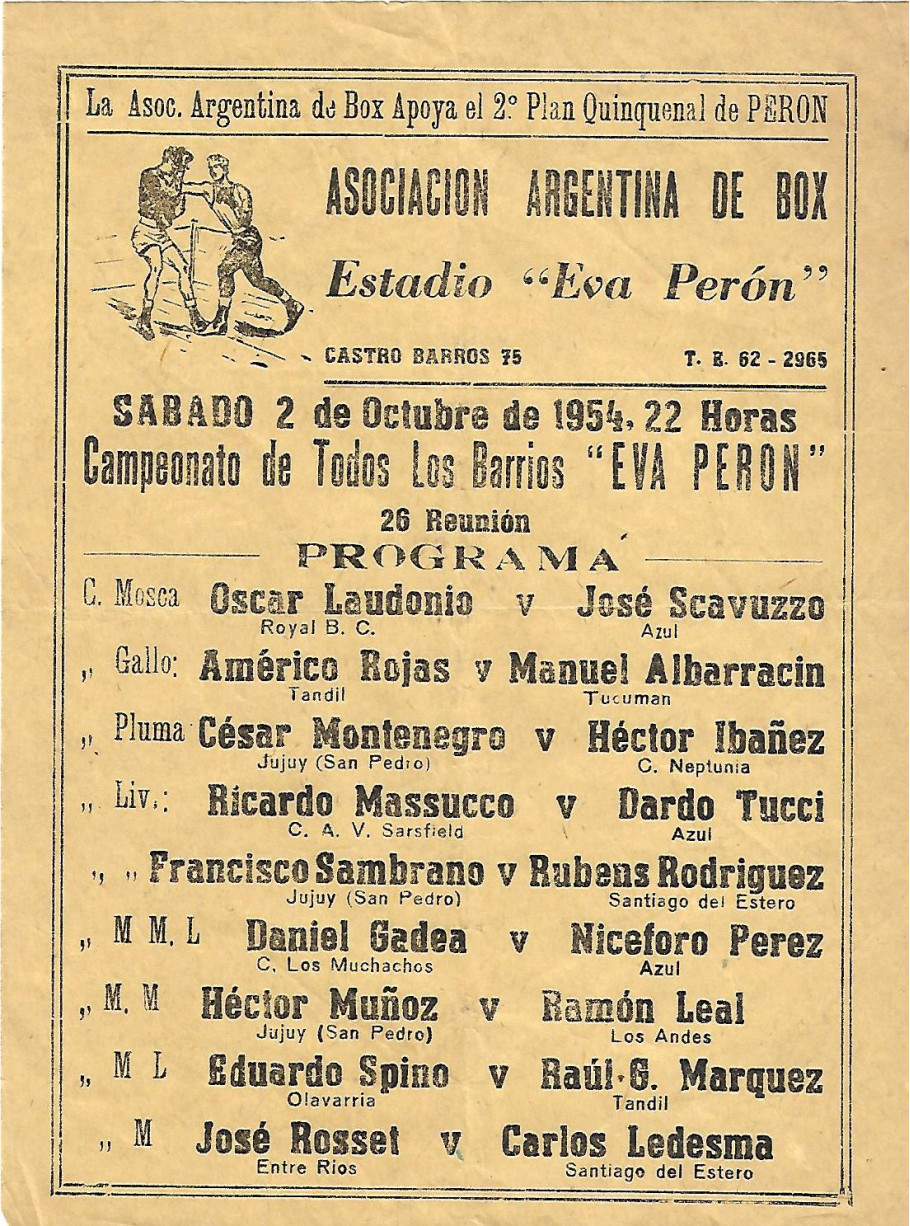 La Asoc. Argentina de Box Apoya el 2º Plan Quinquenal de PERON
ASOCIACION ARGENTINA DE BOX
Estadio “Eva Perón”
CASTRO BARROS 75 T. E. 62 - 2965
SABADO 2 de Octubre de 1954, 22 Horas
Campeonato de Todos Los Barrios “EVA PERON”
26 Reunión
PROGRAMA
C. Mosca Oscar Laudonio v José Scavuzzo
Royal B. C. Azul
„ Gallo: Américo Rojas v Manuel Albarracin
Tandil Tucuman
„ Pluma César Montenegro v Héctor Ibañez
Jujuy (San Pedro) C. Neptunia
„ Liv.: Ricardo Massucco v Dardo Tucci
C. A. V. Sarsfield Azul
„ „ Francisco Sambrano v Rubens Rodriguez
Jujuy (San Pedro) Santiago del Estero
„ M M. L Daniel Gadea v Niceforo Perez
C. Los Muchachos Azul
„ M. M Héctor Muñoz v Ramón Leal
Jujuy (San Pedro) Los Andes
„ M L Eduardo Spino v Raúl G. Marquez
Olavarria Tandil
„ M José Rosset v Carlos Ledesma
Entre Ríos Santiago del Estero